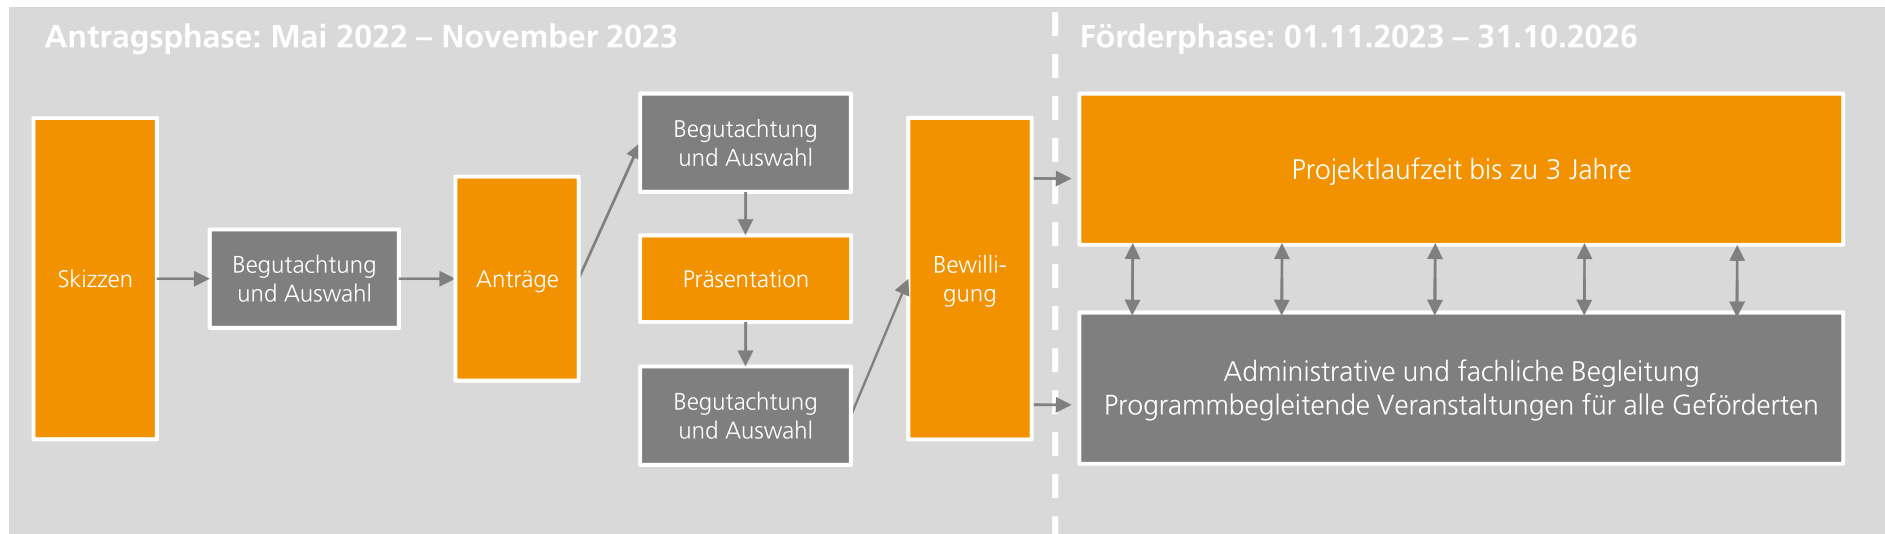 Antragsphase: Mai 2022 – November 2023
Skizzen
Begutachtung
und Auswahl
Anträge
Begutachtung
und Auswahl
Präsentation
Begutachtung
und Auswahl
Bewilli-
gung
Förderphase: 01.11.2023 – 31.10.2026
Projektlaufzeit bis zu 3 Jahre
Administrative und fachliche Begleitung
Programmbegleitende Veranstaltungen für alle Geförderten